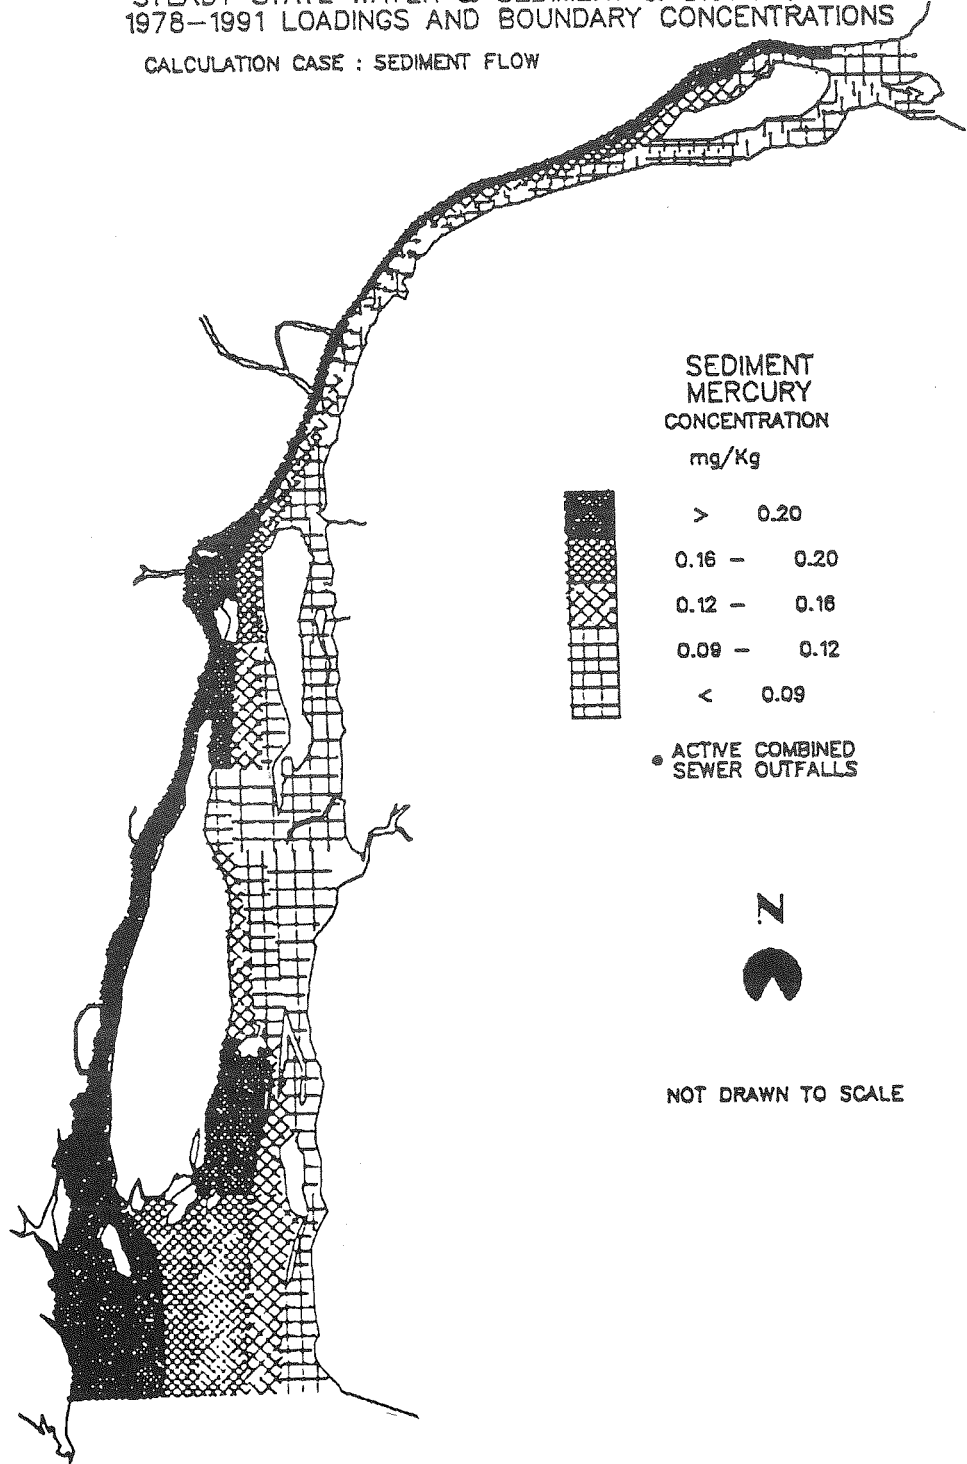 1978-1991 LOADINGS AND BOUNDARY CONCENTRATIONS
CALCULATION CASE : SEDIMENT FLOW
SEDIMENT
MERCURY
CONCENTRATION
mg/Kg
> 0.20
0.16 - 0.20
0.12 - 0.16
0.09 - 0.12
< 0.09
ACTIVE COMBINED
SEWER OUTFALLS
N
NOT DRAWN TO SCALE